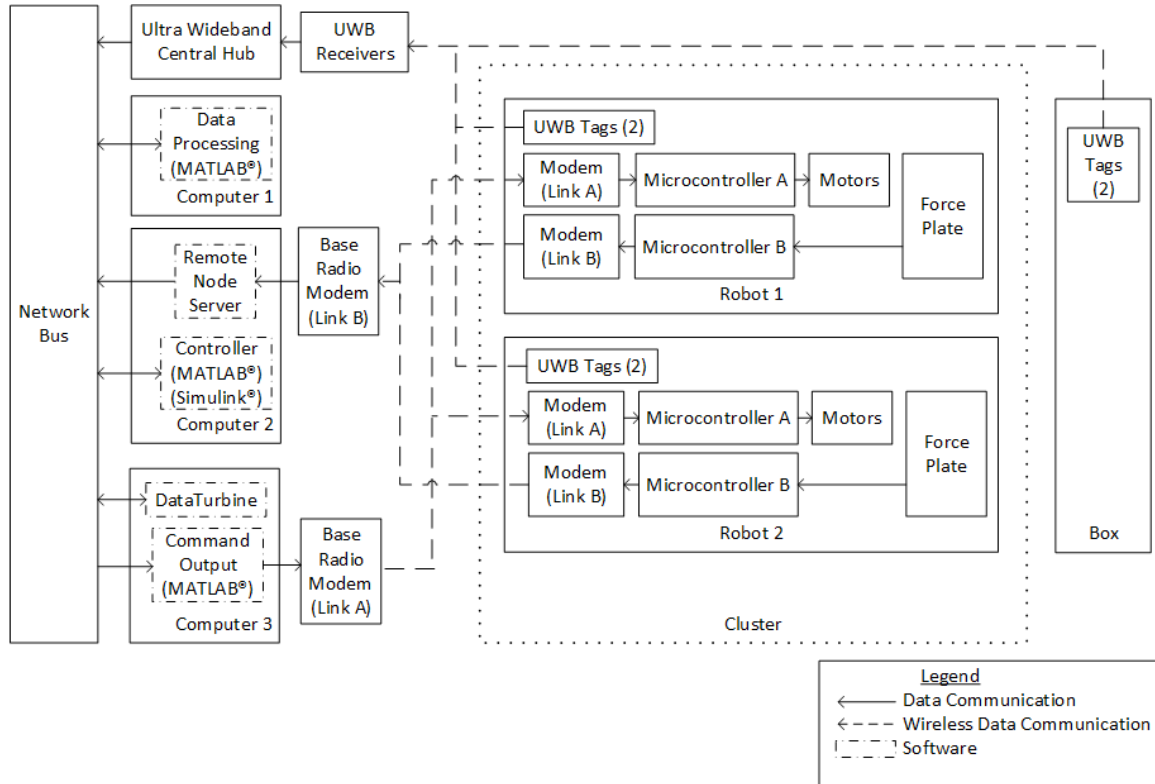 Ultra Wideband
Central Hub
UWB
Receivers
Data
Processing
(MATLAB®)
Computer 1
Network
Bus
Remote
Node
Server
Controller
(MATLAB®)
(Simulink®)
Computer 2
Base
Radio
Modem
(Link B)
DataTurbine
Command
Output
(MATLAB®)
Computer 3
Base
Radio
Modem
(Link A)
UWB Tags (2)
Modem
(Link A)
Microcontroller A
Motors
Modem
(Link B)
Microcontroller B
Force
Plate
Robot 1
UWB Tags (2)
Modem
(Link A)
Microcontroller A
Motors
Modem
(Link B)
Microcontroller B
Force
Plate
Robot 2
Cluster
UWB
Tags
(2)
Box
Legend
Data Communication
Wireless Data Communication
Software